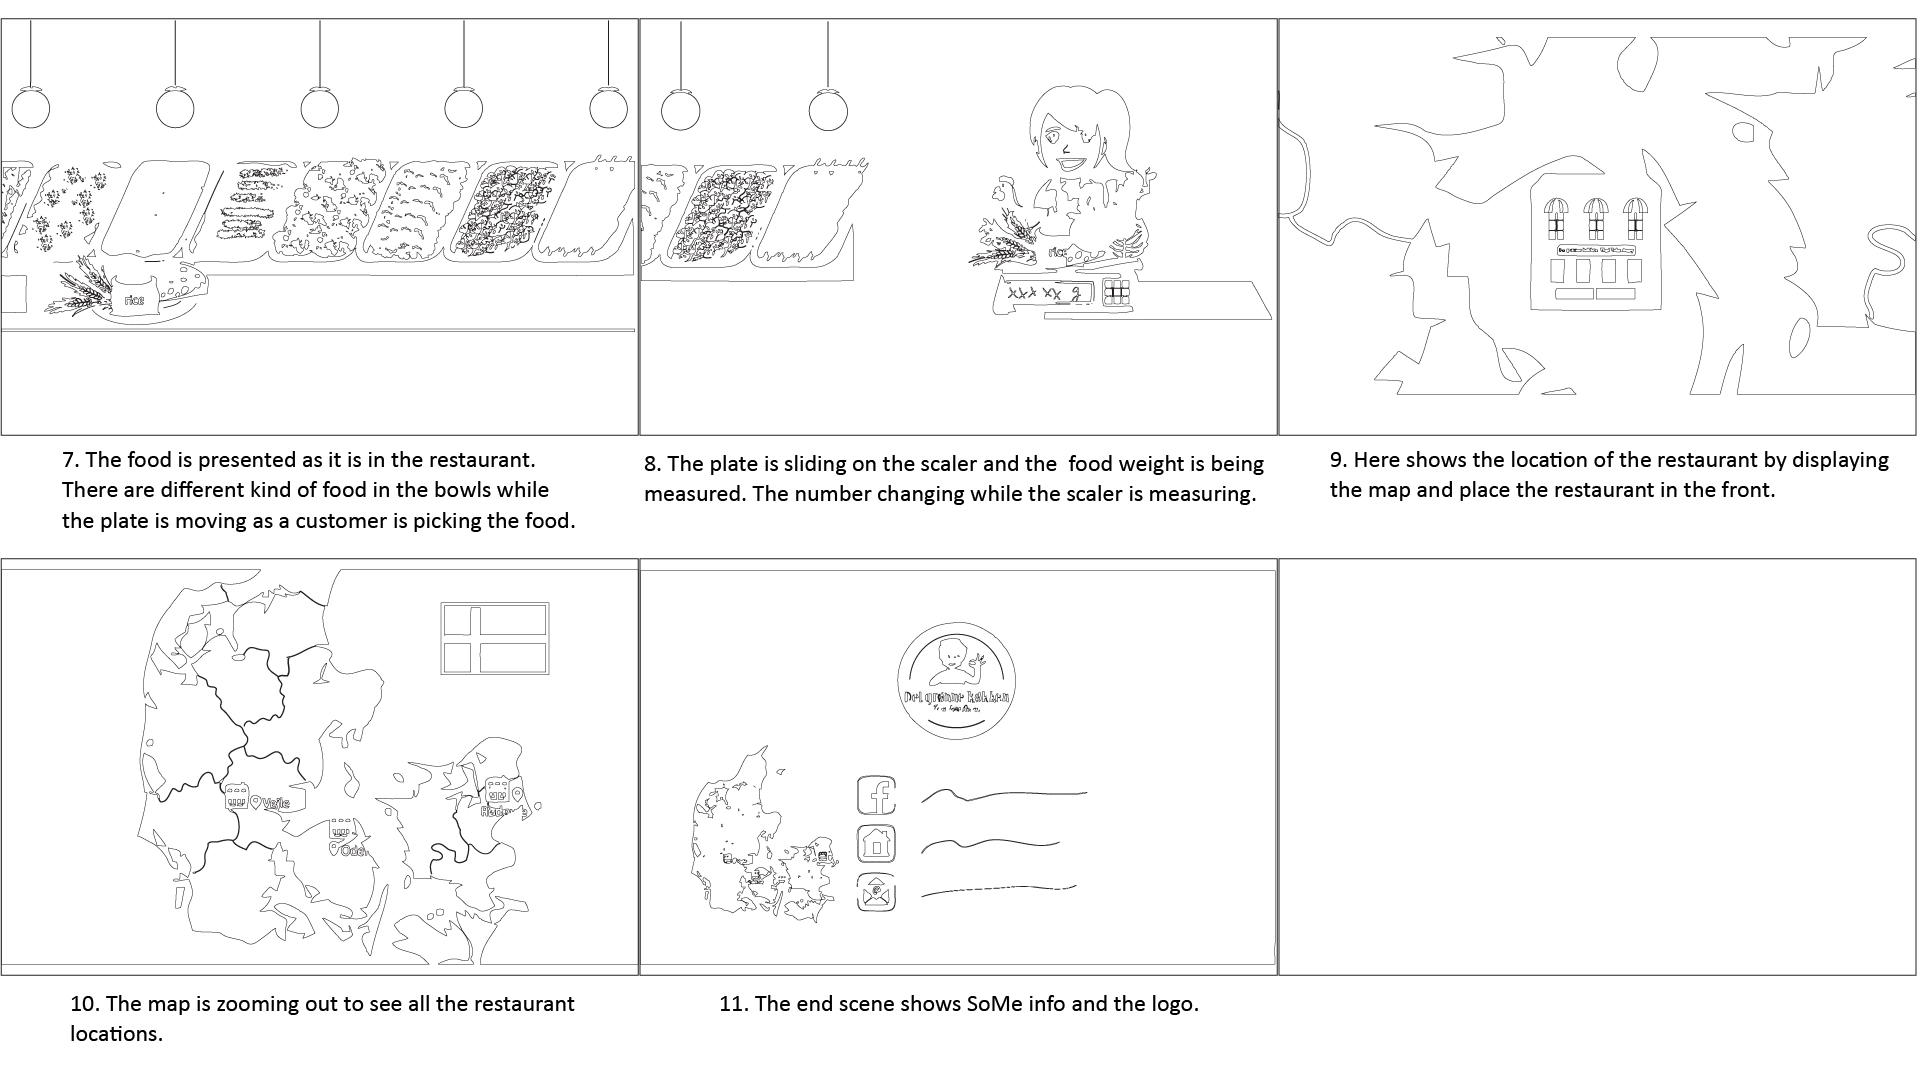 rice
rice
xxx xx g
7. The food is presented as it is in the restaurant.
There are different kind of food in the bowls while
the plate is moving as a customer is picking the food.
8. The plate is sliding on the scaler and the  food weight is being
measured. The number changing while the scaler is measuring.
9. Here shows the location of the restaurant by displaying
the map and place the restaurant in the front.
Vejle
Det grønne køkken
10. The map is zooming out to see all the restaurant
locations.
11. The end scene shows SoMe info and the logo.